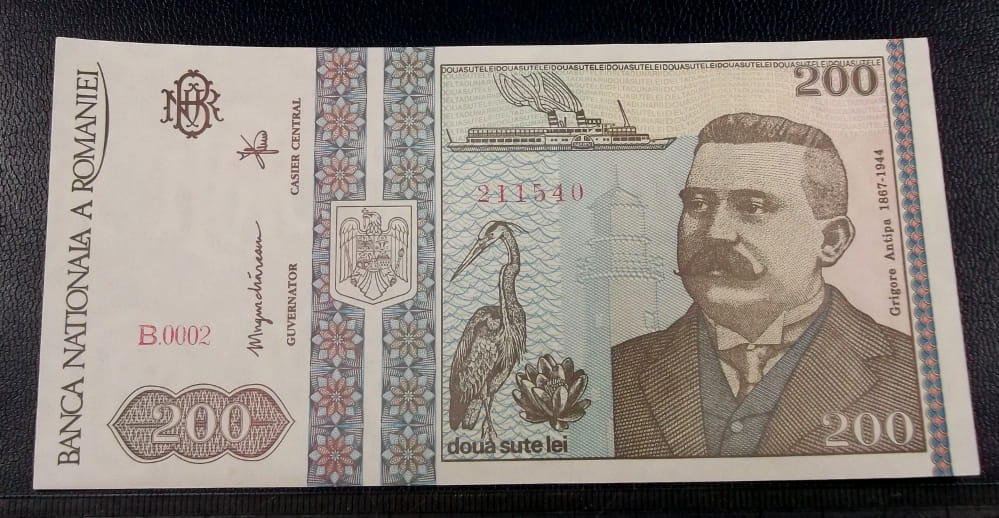 BANCA NATIONALA A ROMANIEI
NBR
CASIER CENTRAL
GUVERNATOR
B.0002
200
DOUASUTELEIDOUASUTELEIDOUASUTELEIDOUASUTELEIDOUASUTELEIDOUASUTELE
200
211540
Grigore Antipa 1867-1944
două sute lei
200